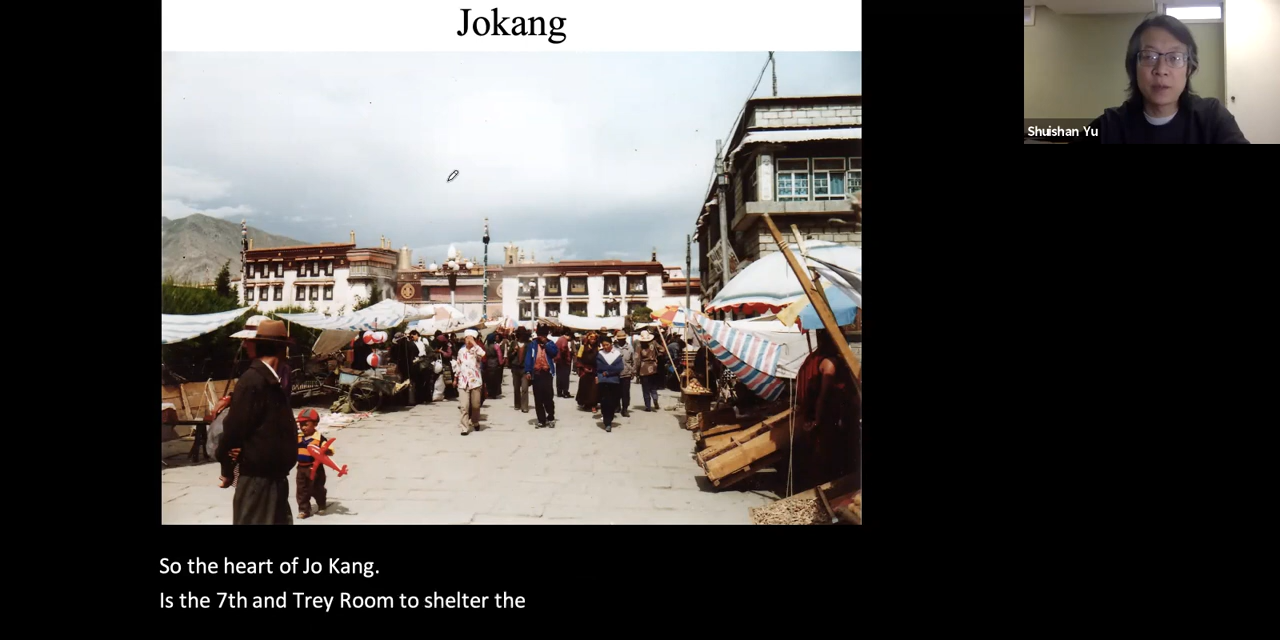 Jokang
Shuishan Yu
So the heart of Jo Kang.
Is the 7th and Trey Room to shelter the